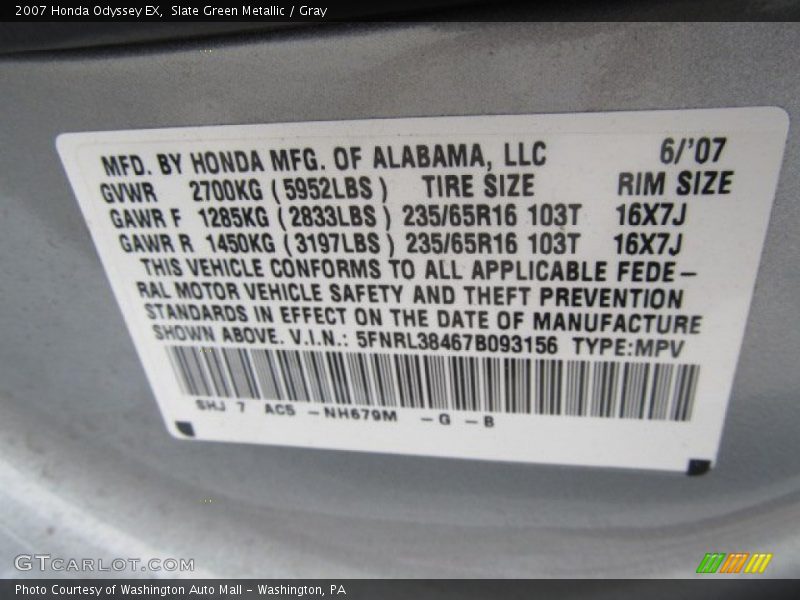 2007 Honda Odyssey EX, Slate Green Metallic / Gray
MFD. BY HONDA MFG. OF ALABAMA, LLC 6/'07
GVWR 2700KG (5952LBS) TIRE SIZE RIM SIZE
GAWR F 1285KG (2833LBS) 235/65R16 103T 16X7J
GAWR R 1450KG (3197LBS) 235/65R16 103T 16X7J
THIS VEHICLE CONFORMS TO ALL APPLICABLE FEDE-
RAL MOTOR VEHICLE SAFETY AND THEFT PREVENTION
STANDARDS IN EFFECT ON THE DATE OF MANUFACTURE
SHOWN ABOVE. V.I.N.: 5FNRL38467B093156 TYPE:MPV
SHJ 7 AC5 -NH679M -G -B
GTCARLOT.COM
Photo Courtesy of Washington Auto Mall - Washington, PA